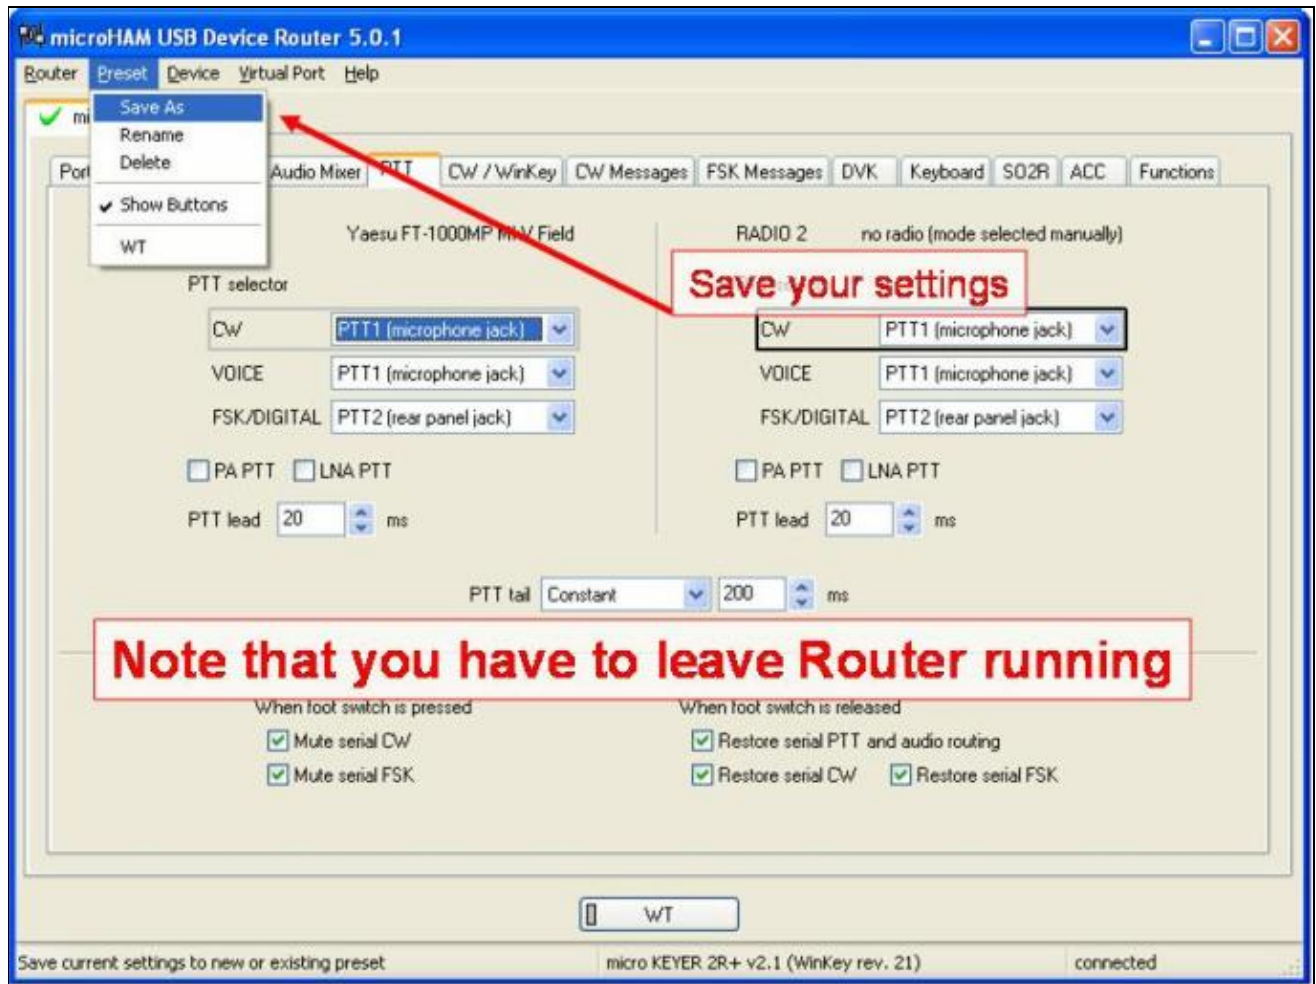 microHAM USB Device Router 5.0.1
Router Preset Device Virtual Port Help
Save As
Rename
Delete
Show Buttons
WT
Audio Mixer PTT CW / WinKey CW Messages FSK Messages DVK Keyboard SO2R ACC Functions
Yaesu FT-1000MP Field RADIO 2 no radio (mode selected manually)
Save your settings
PTT selector
CW PTT1 (microphone jack) CW PTT1 (microphone jack)
VOICE PTT1 (microphone jack) VOICE PTT1 (microphone jack)
FSK/DIGITAL PTT2 (rear panel jack) FSK/DIGITAL PTT2 (rear panel jack)
PA PTT LNA PTT PA PTT LNA PTT
PTT lead 20 ms PTT lead 20 ms
PTT tail Constant 200 ms
Note that you have to leave Router running
When foot switch is pressed When foot switch is released
Mute serial CW Restore serial PTT and audio routing
Mute serial FSK Restore serial CW Restore serial FSK
WT
Save current settings to new or existing preset micro KEYER 2R+ v2.1 (WinKey rev. 21) connected